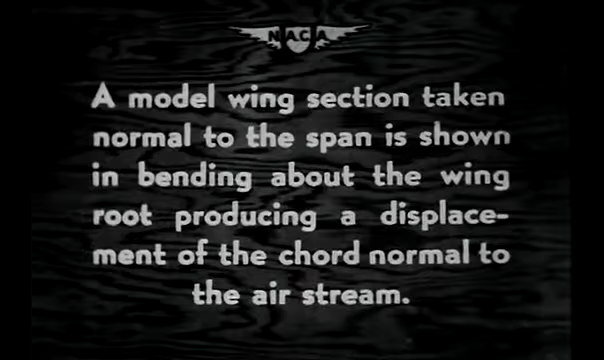 NACA
A model wing section taken
normal to the span is shown
in bending about the wing
root producing a displace-
ment of the chord normal to
the air stream.